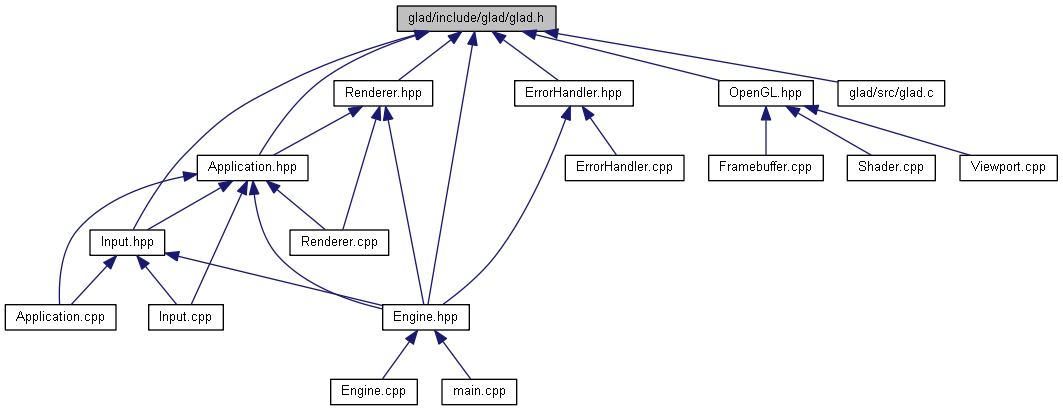 glad/include/glad/glad.h
Renderer.hpp
ErrorHandler.hpp
OpenGL.hpp
glad/src/glad.c
Application.hpp
ErrorHandler.cpp
Framebuffer.cpp
Shader.cpp
Viewport.cpp
Input.hpp
Renderer.cpp
Application.cpp
Input.cpp
Engine.hpp
Engine.cpp
main.cpp